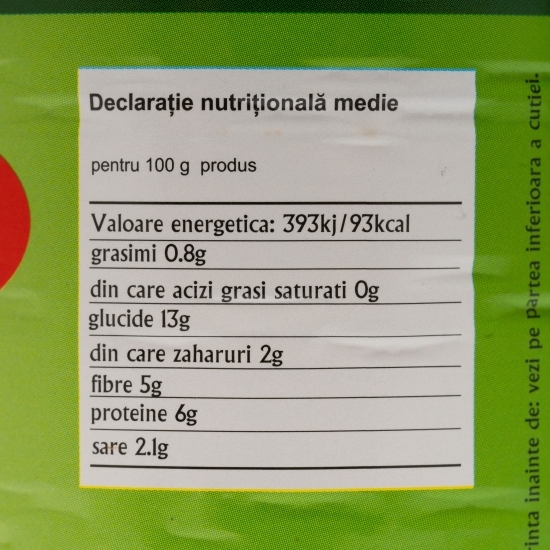 Declarație nutrițională medie
pentru 100 g produs
Valoare energetica: 393kj/93kcal
grasimi 0.8g
din care acizi grasi saturati 0g
glucide 13g
din care zaharuri 2g
fibre 5g
proteine 6g
sare 2.1g
inainte de: vezi pe partea inferioara a cutiei.